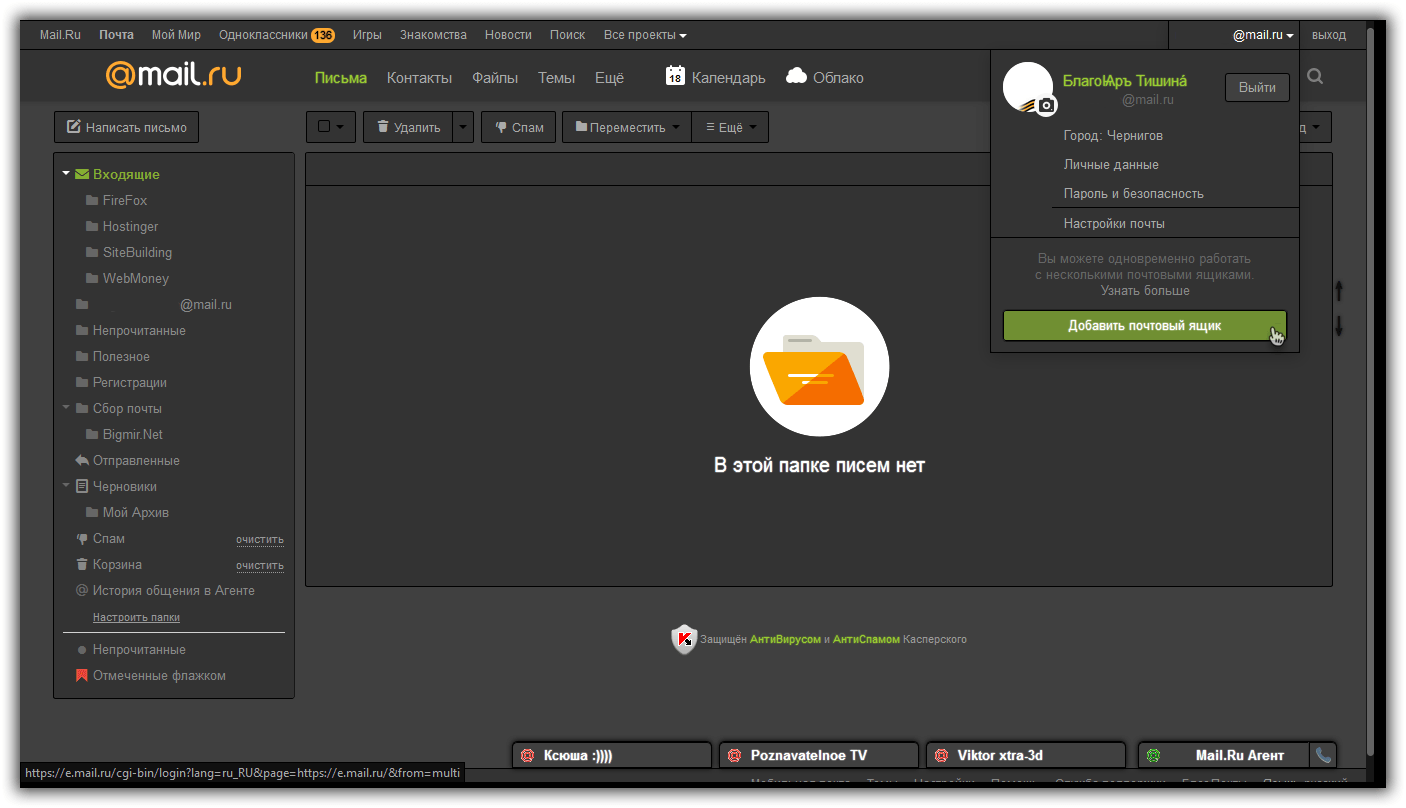 Mail.Ru Почта Мой Мир Одноклассники 136 Игры Знакомства Новости Поиск Все проекты @mail.ru выход
@mail.ru Письма Контакты Файлы Темы Ещё 18 Календарь Облако
Написать письмо Удалить Спам Переместить Ещё
Входящие
FireFox
Hostinger
SiteBuilding
WebMoney
@mail.ru
Непрочитанные
Полезное
Регистрации
Сбор почты
Bigmir.Net
Отправленные
Черновики
Мой Архив
Спам очистить
Корзина очистить
История общения в Агенте
Настроить папки
Непрочитанные
Отмеченные флажком
В этой папке писем нет
Тишина́ Выйти
@mail.ru
Город: Чернигов
Личные данные
Пароль и безопасность
Настройки почты
Вы можете одновременно работать
с несколькими почтовыми ящиками.
Узнать больше
Добавить почтовый ящик
Защищён АнтиВирусом и АнтиСпамом Касперского
Ксюша :)))) Poznavatelnoe TV Viktor xtra-3d Mail.Ru Агент
https://e.mail.ru/cgi-bin/login?lang=ru_RU&page=https://e.mail.ru/&from=multi